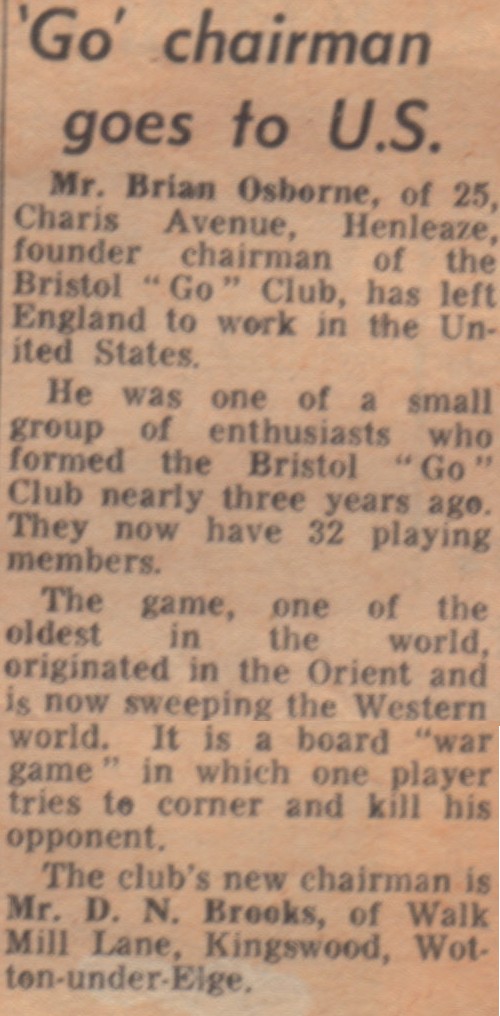 'Go' chairman
goes to U.S.
Mr. Brian Osborne, of 25,
Charis Avenue, Henleaze,
founder chairman of the
Bristol "Go" Club, has left
England to work in the Un-
ited States.
He was one of a small
group of enthusiasts who
formed the Bristol "Go"
Club nearly three years ago.
They now have 32 playing
members.
The game, one of the
oldest in the world,
originated in the Orient and
is now sweeping the Western
world. It is a board "war
game" in which one player
tries to corner and kill his
opponent.
The club's new chairman is
Mr. D. N. Brooks, of Walk
Mill Lane, Kingswood, Wot-
ton-under-Elge.